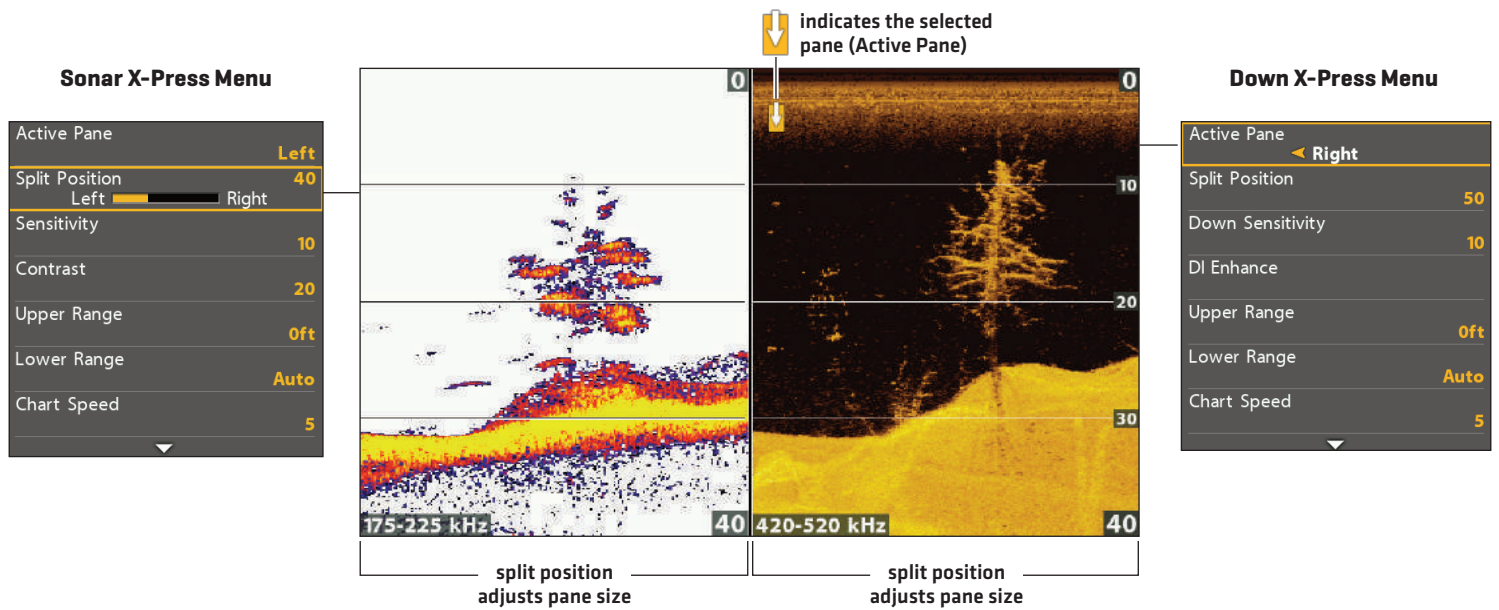 indicates the selected
pane (Active Pane)
Sonar X-Press Menu
Active Pane
Left
Split Position 40
Left Right
Sensitivity
10
Contrast
20
Upper Range
0ft
Lower Range
Auto
Chart Speed
5
0
175-225 kHz 40
0
10
20
30
420-520 kHz 40
split position
adjusts pane size
split position
adjusts pane size
Down X-Press Menu
Active Pane
Right
Split Position
50
Down Sensitivity
10
DI Enhance
Upper Range
0ft
Lower Range
Auto
Chart Speed
5